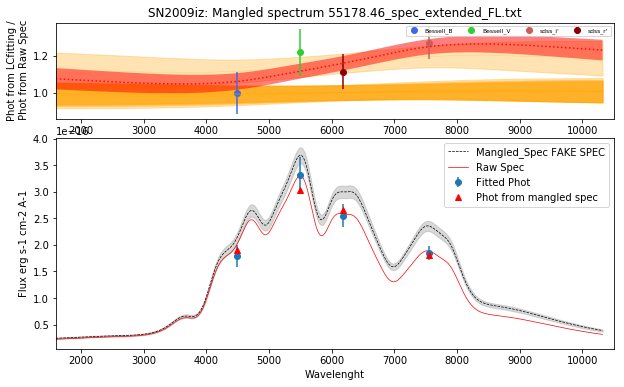 SN2009iz: Mangled spectrum 55178.46_spec_extended_FL.txt
Phot from LCfitting /
Phot from Raw Spec
Bessell_B Bessell_V sdss_i' sdss_r'
1.2
1.0
2000 3000 4000 5000 6000 7000 8000 9000 10000
1e−16
Flux erg s-1 cm-2 A-1
4.0
3.5
3.0
2.5
2.0
1.5
1.0
0.5
Mangled_Spec FAKE SPEC
Raw Spec
Fitted Phot
Phot from mangled spec
2000 3000 4000 5000 6000 7000 8000 9000 10000
Wavelenght